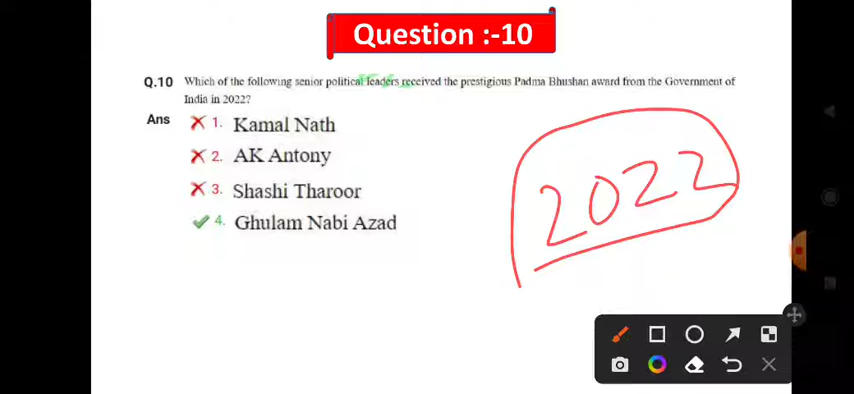 Question :-10
Q.10 Which of the following senior political leaders received the prestigious Padma Bhushan award from the Government of
India in 2022?
Ans 1. Kamal Nath
2. AK Antony
3. Shashi Tharoor
4. Ghulam Nabi Azad
2022